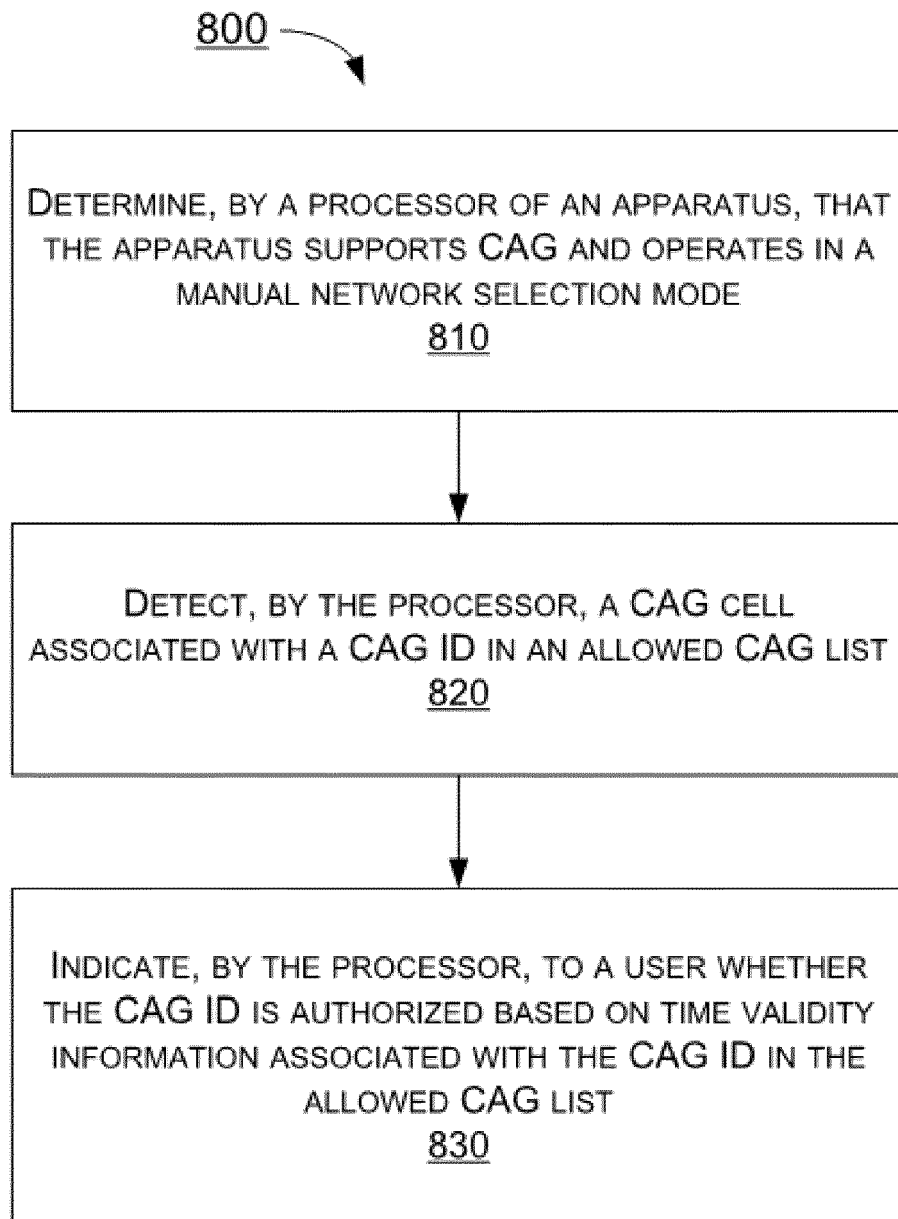 800
DETERMINE, BY A PROCESSOR OF AN APPARATUS, THAT
THE APPARATUS SUPPORTS CAG AND OPERATES IN A
MANUAL NETWORK SELECTION MODE
810
DETECT, BY THE PROCESSOR, A CAG CELL
ASSOCIATED WITH A CAG ID IN AN ALLOWED CAG LIST
820
INDICATE, BY THE PROCESSOR, TO A USER WHETHER
THE CAG ID IS AUTHORIZED BASED ON TIME VALIDITY
INFORMATION ASSOCIATED WITH THE CAG ID IN THE
ALLOWED CAG LIST
830